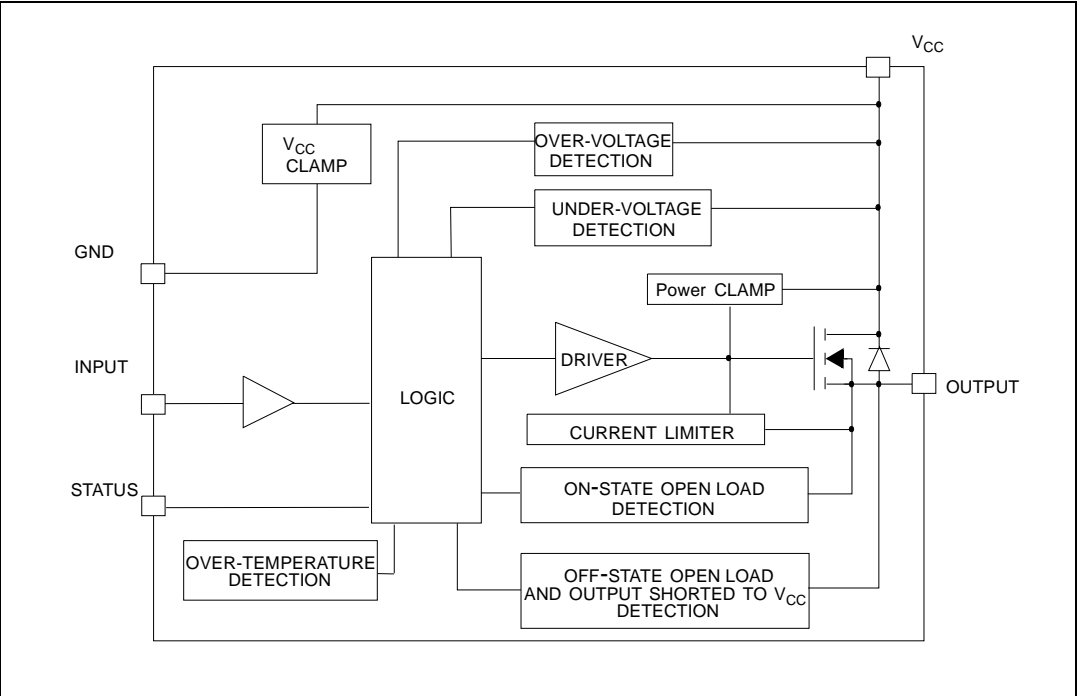 VCC
VCC
CLAMP
OVER-VOLTAGE
DETECTION
UNDER-VOLTAGE
DETECTION
GND
Power CLAMP
INPUT
DRIVER
LOGIC
OUTPUT
CURRENT LIMITER
STATUS
ON-STATE OPEN LOAD
DETECTION
OVER-TEMPERATURE
DETECTION
OFF-STATE OPEN LOAD
AND OUTPUT SHORTED TO VCC
DETECTION